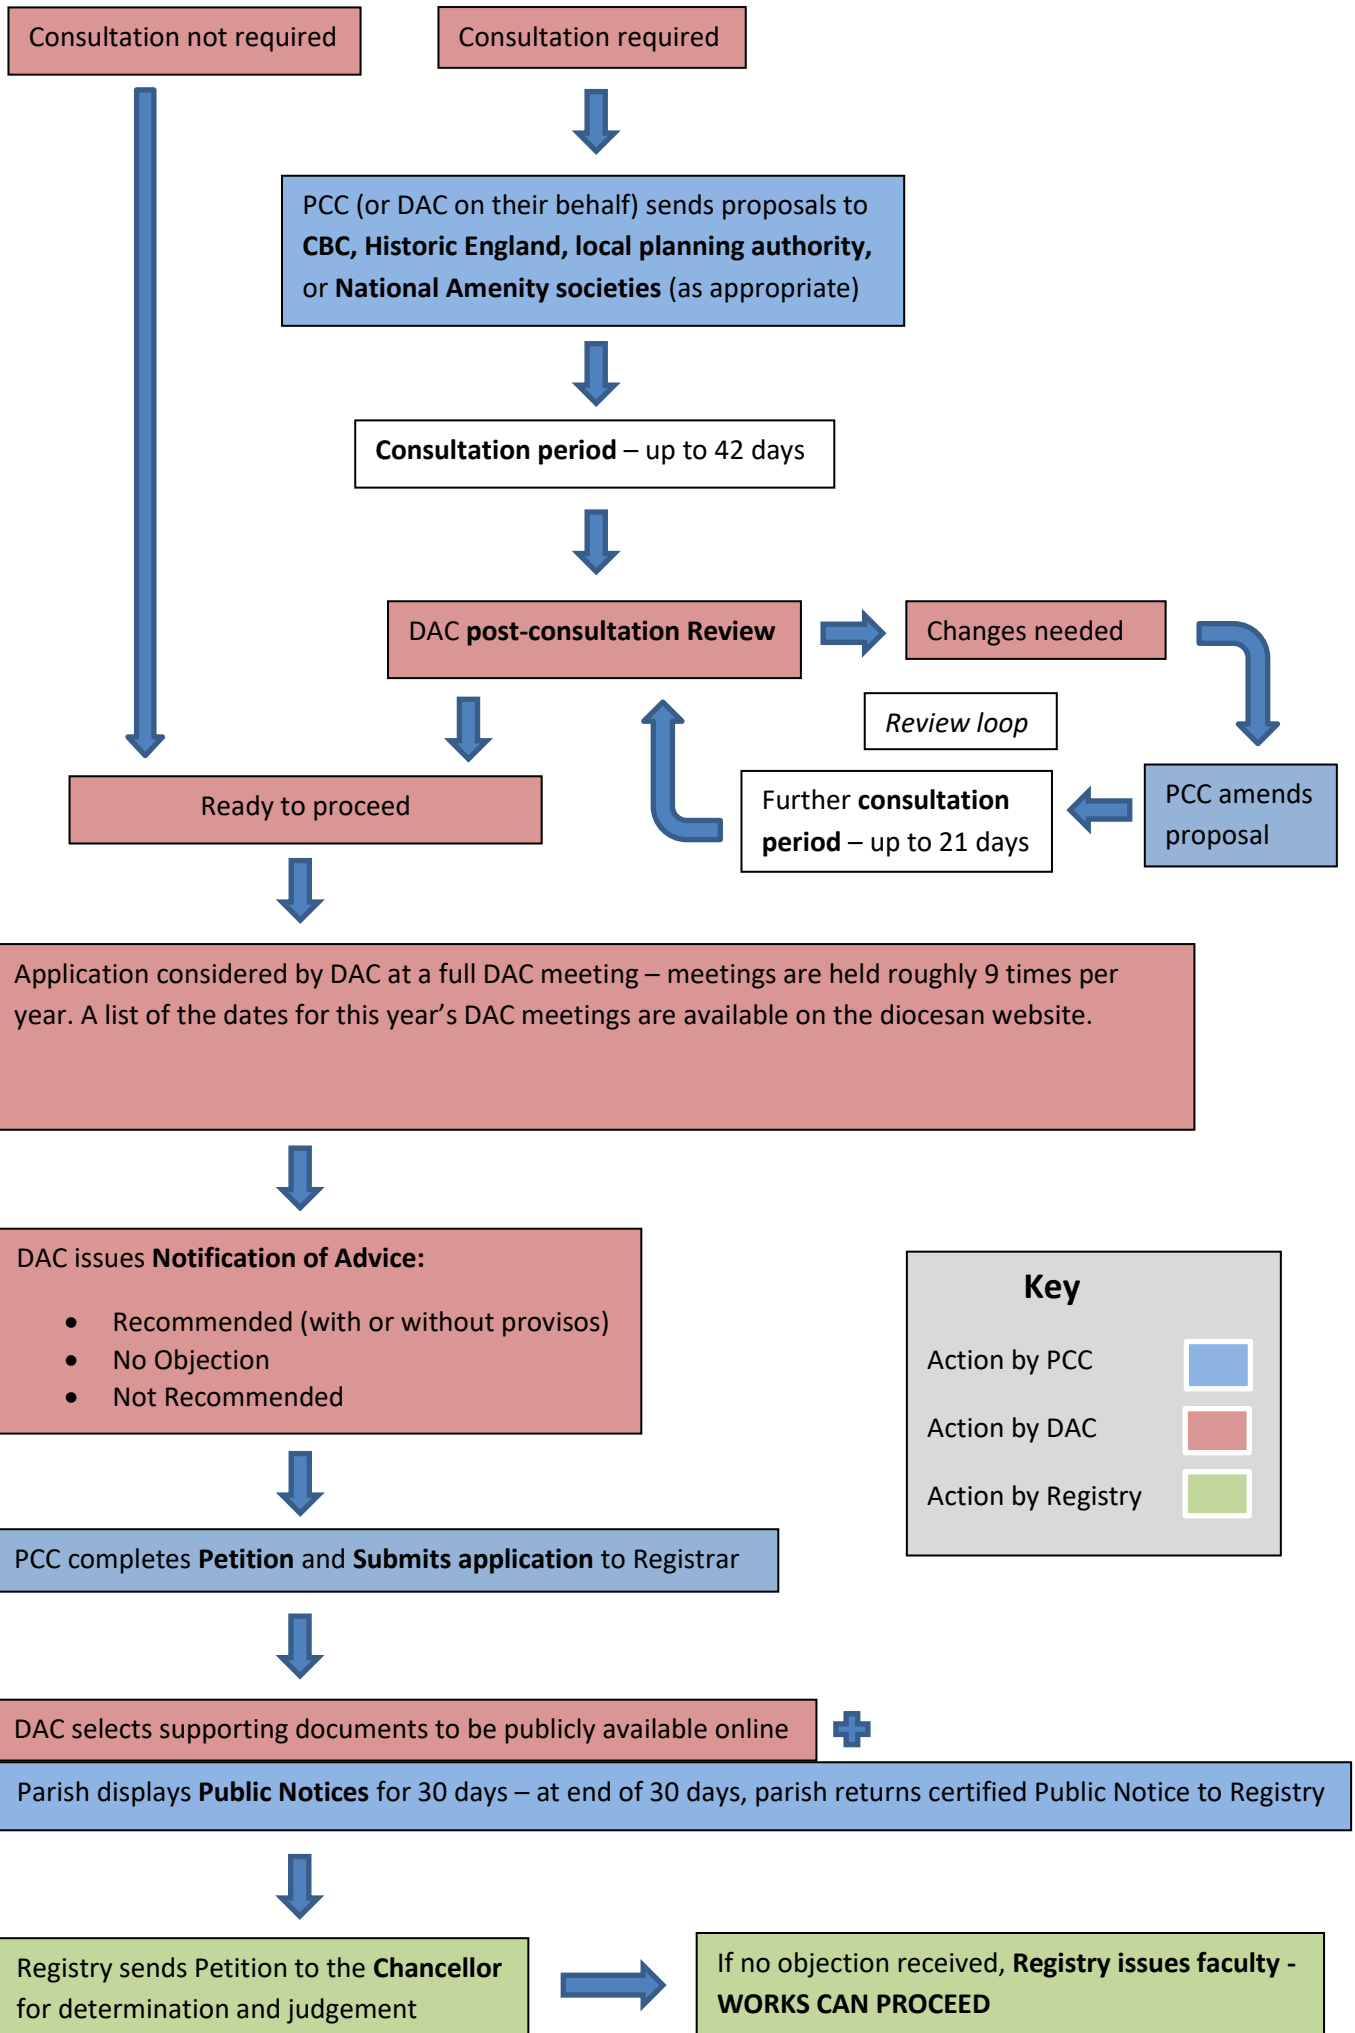 Consultation not required
Consultation required
PCC (or DAC on their behalf) sends proposals to
CBC, Historic England, local planning authority,
or National Amenity societies (as appropriate)
Consultation period – up to 42 days
DAC post-consultation Review
Changes needed
Review loop
Ready to proceed
Further consultation
period – up to 21 days
PCC amends
proposal
Application considered by DAC at a full DAC meeting – meetings are held roughly 9 times per
year. A list of the dates for this year’s DAC meetings are available on the diocesan website.
DAC issues Notification of Advice:
• Recommended (with or without provisos)
• No Objection
• Not Recommended
Key
Action by PCC
Action by DAC
Action by Registry
PCC completes Petition and Submits application to Registrar
DAC selects supporting documents to be publicly available online
Parish displays Public Notices for 30 days – at end of 30 days, parish returns certified Public Notice to Registry
Registry sends Petition to the Chancellor
for determination and judgement
If no objection received, Registry issues faculty -
WORKS CAN PROCEED